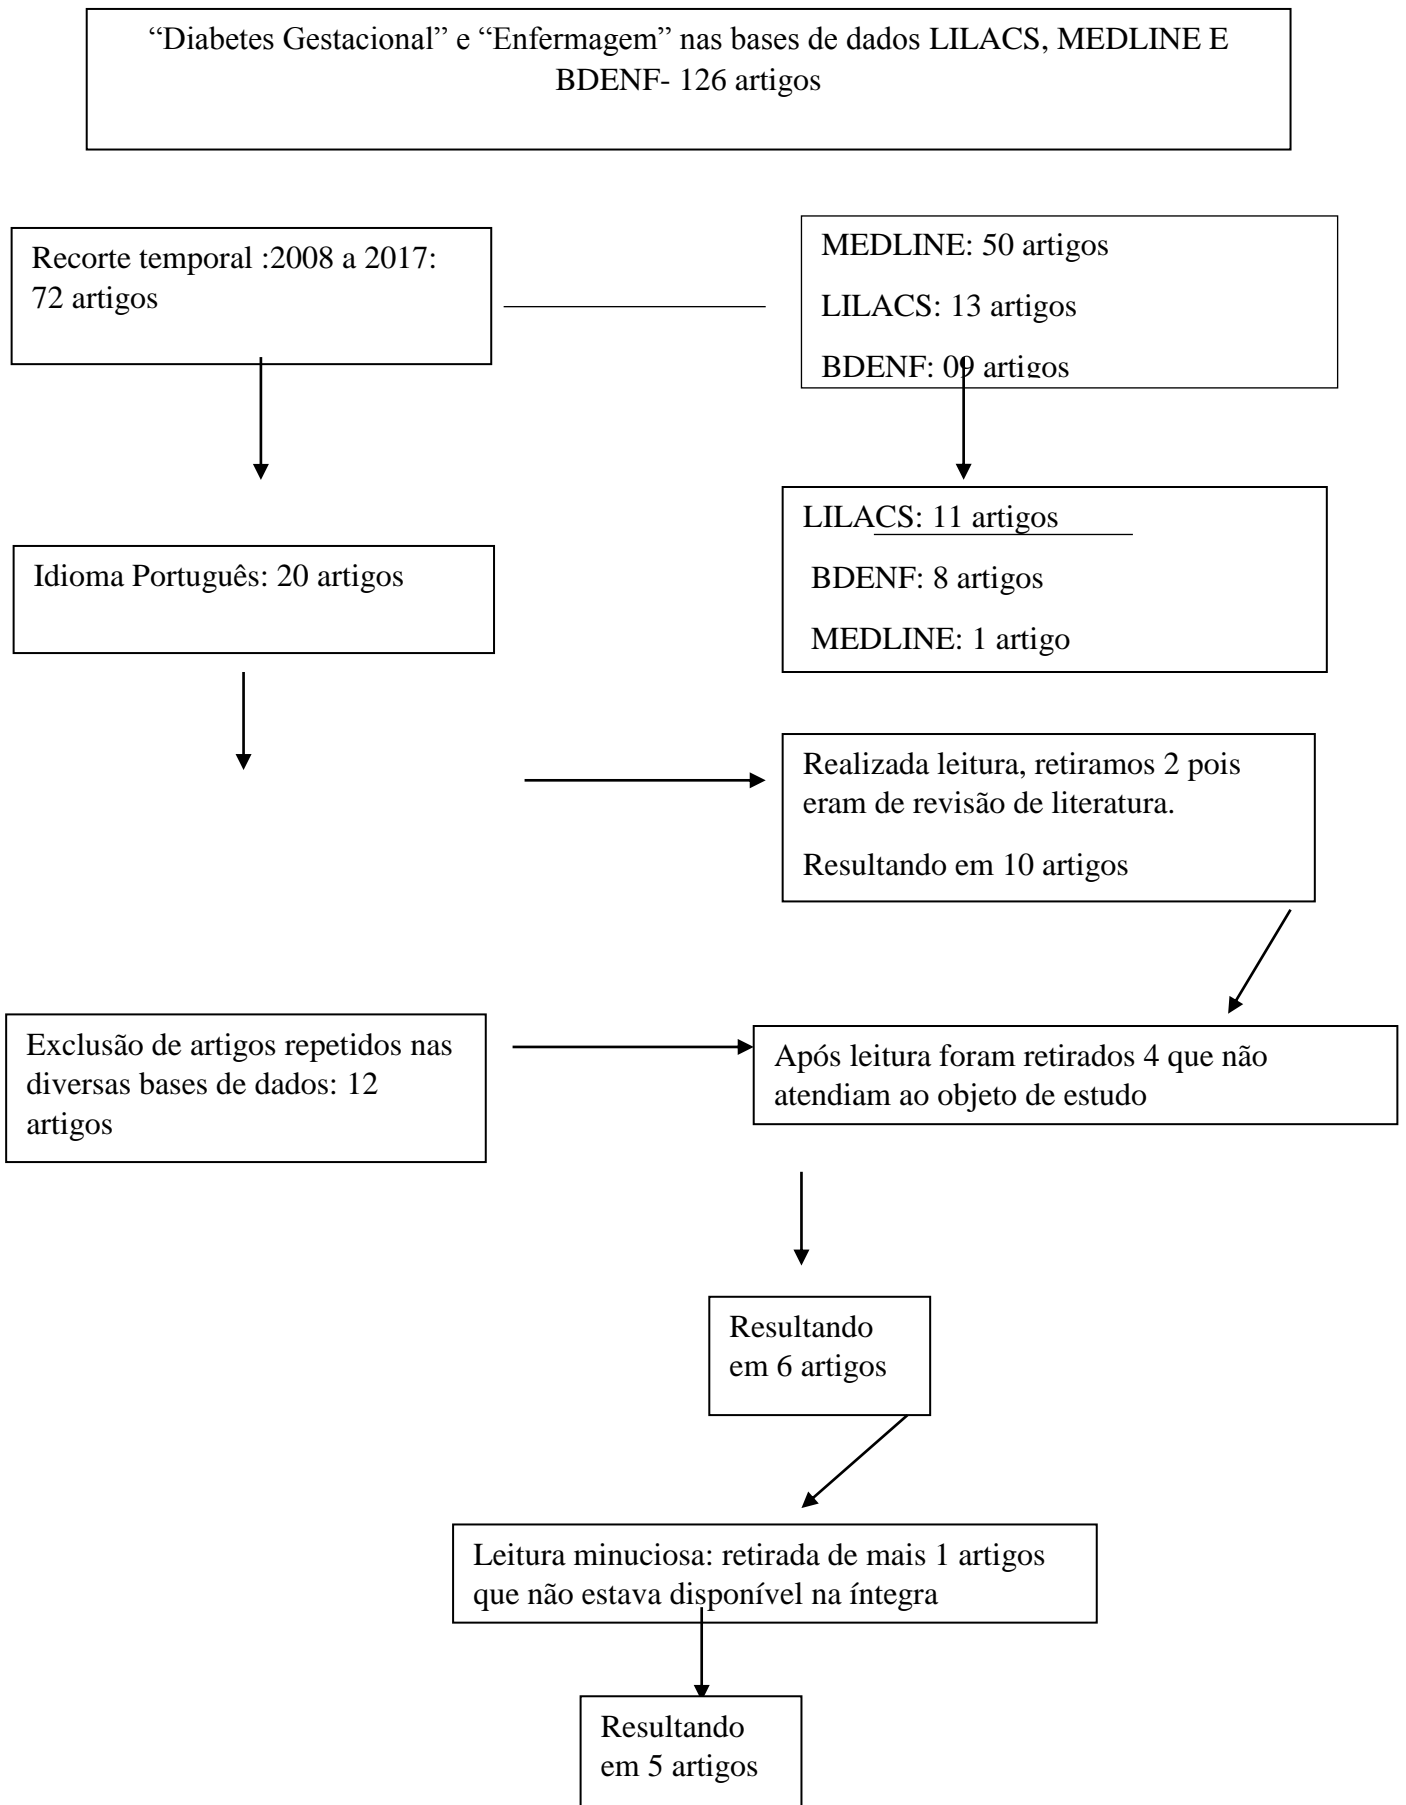 “Diabetes Gestacional” e “Enfermagem” nas bases de dados LILACS, MEDLINE E
BDENF- 126 artigos
Recorte temporal :2008 a 2017:
72 artigos
MEDLINE: 50 artigos
LILACS: 13 artigos
BDENF: 09 artigos
Idioma Português: 20 artigos
LILACS: 11 artigos
BDENF: 8 artigos
MEDLINE: 1 artigo
Realizada leitura, retiramos 2 pois
eram de revisão de literatura.
Resultando em 10 artigos
Exclusão de artigos repetidos nas
diversas bases de dados: 12
artigos
Após leitura foram retirados 4 que não
atendiam ao objeto de estudo
Resultando
em 6 artigos
Leitura minuciosa: retirada de mais 1 artigos
que não estava disponível na íntegra
Resultando
em 5 artigos